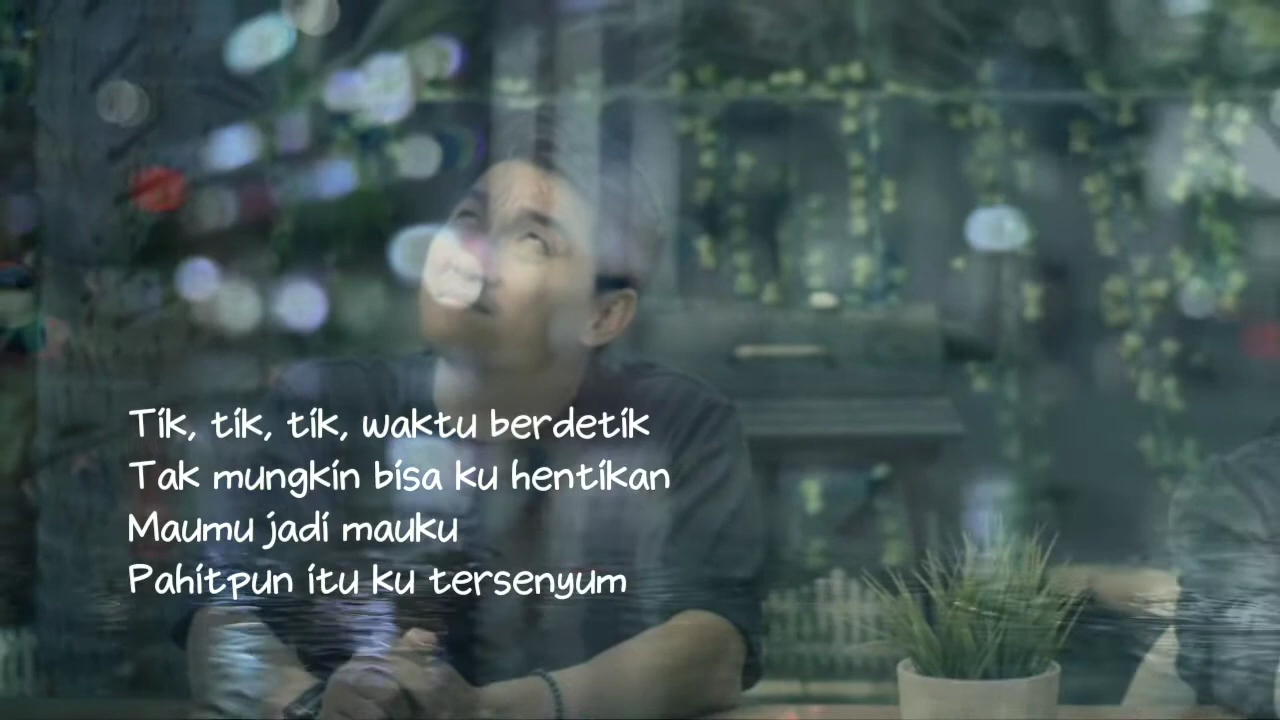 Tik, tik, tik, waktu berdetik
Tak mungkin bisa ku hentikan
Maumu jadi mauku
Pahitpun itu ku tersenyum